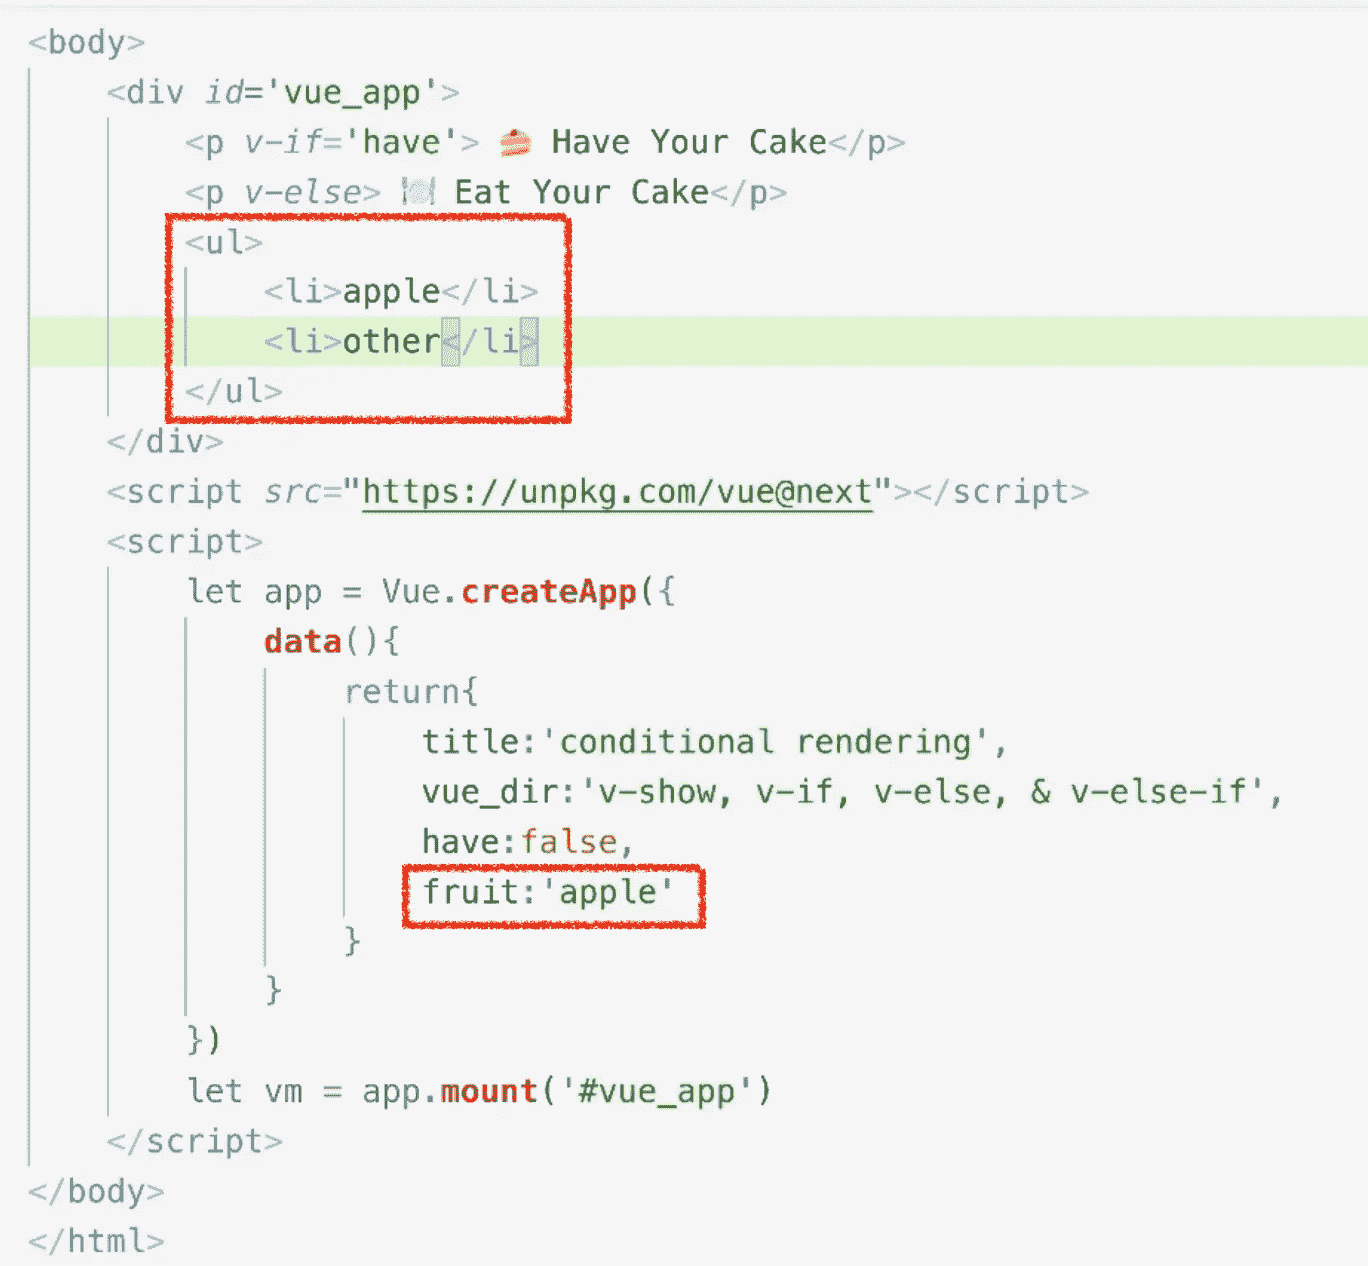 <body>
<div id='vue_app'>
<p v-if='have'> 🍰 Have Your Cake</p>
<p v-else> 🍽️ Eat Your Cake</p>
<ul>
<li>apple</li>
<li>other</li>
</ul>
</div>
<script src="https://unpkg.com/vue@next"></script>
<script>
let app = Vue.createApp({
data(){
return{
title:'conditional rendering',
vue_dir:'v-show, v-if, v-else, & v-else-if',
have:false,
fruit:'apple'
}
}
})
let vm = app.mount('#vue_app')
</script>
</body>
</html>